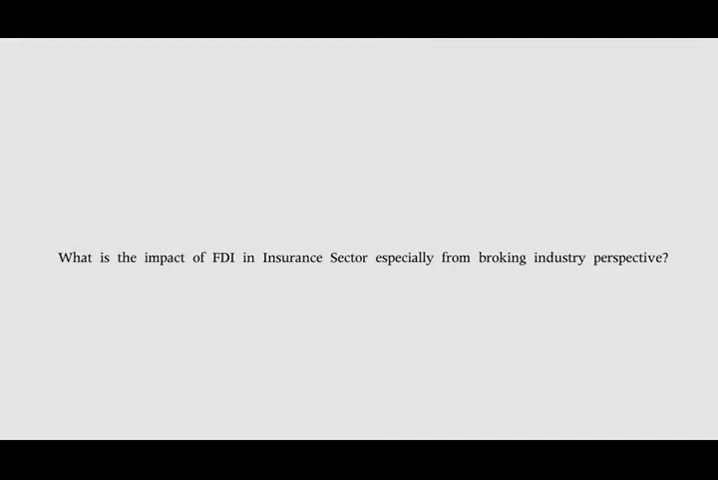 What is the impact of FDI in Insurance Sector especially from broking industry perspective?